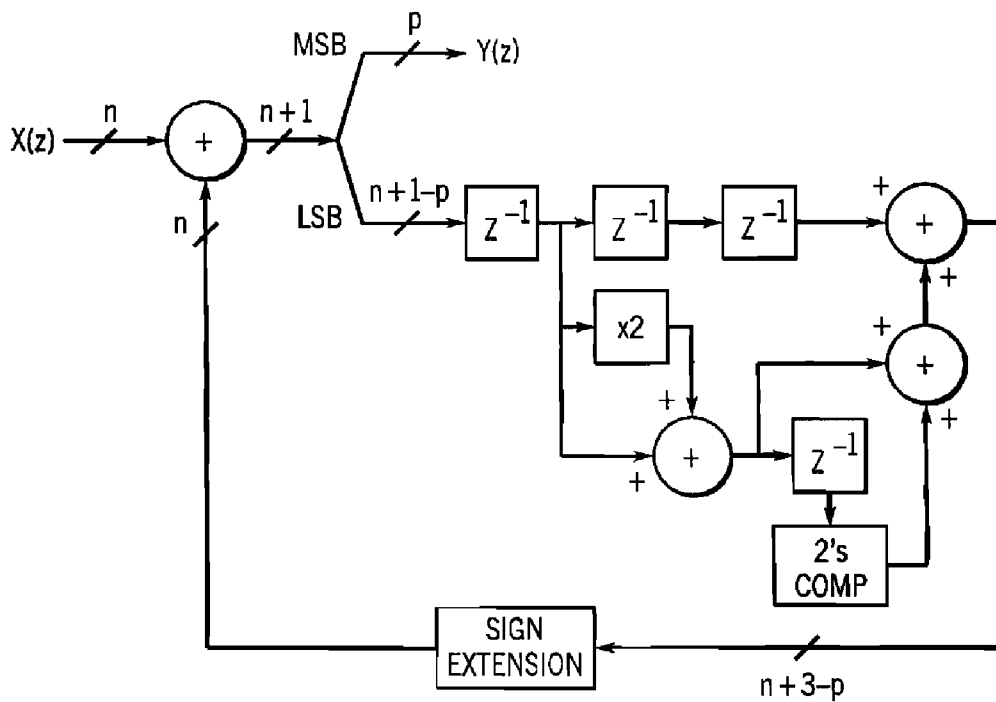 p
MSB
Y(z)
n
n+1
X(z)
+
n+1–p
n
LSB
z⁻¹
z⁻¹
z⁻¹
+
+
+
x2
+
+
+
+
+
+
+
z⁻¹
2's
COMP
SIGN
EXTENSION
n+3–p